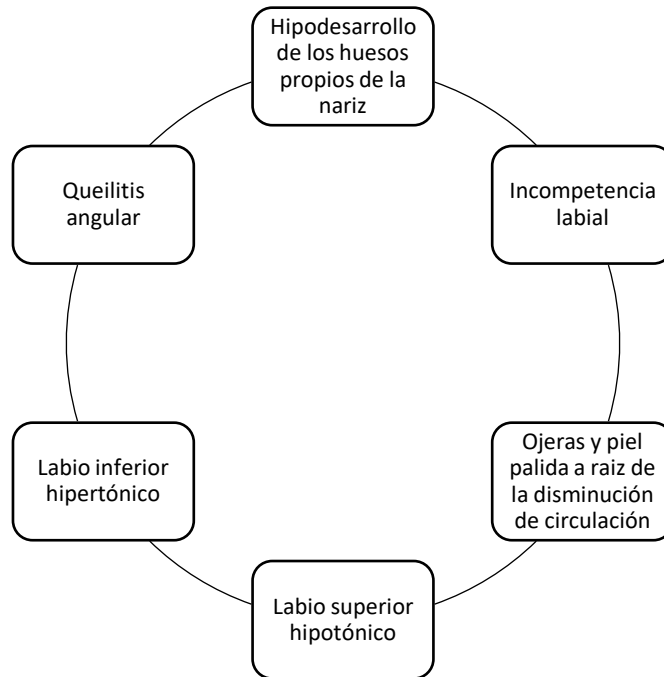 Hipodesarrollo
de los huesos
propios de la
nariz
Incompetencia
labial
Ojeras y piel
palida a raiz de
la disminución
de circulación
Labio superior
hipotónico
Labio inferior
hipertónico
Queilitis
angular